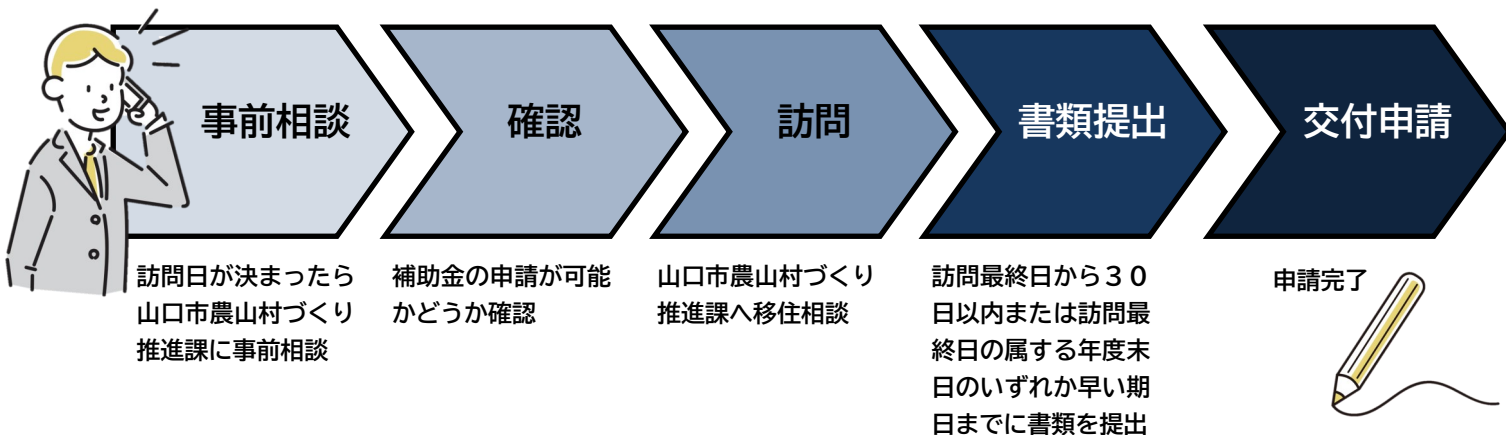 事前相談
確認
訪問
書類提出
交付申請
訪問日が決まったら
山口市農山村づくり
推進課に事前相談
補助金の申請が可能
かどうか確認
山口市農山村づくり
推進課へ移住相談
訪問最終日から３０
日以内または訪問最
終日の属する年度末
日のいずれか早い期
日までに書類を提出
申請完了